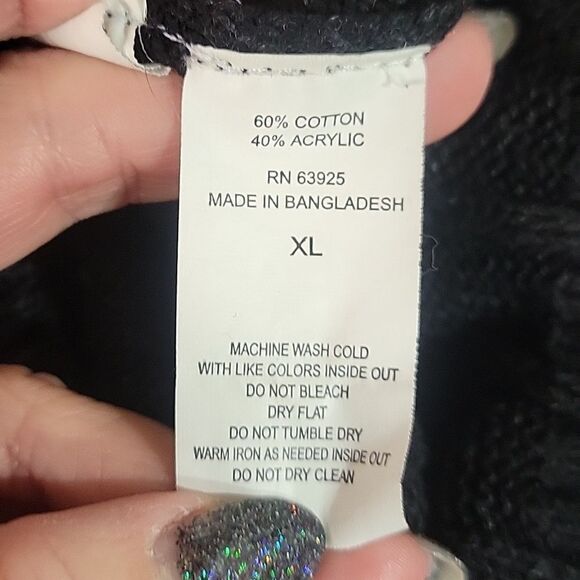 60% COTTON
40% ACRYLIC
RN 63925
MADE IN BANGLADESH
XL
MACHINE WASH COLD
WITH LIKE COLORS INSIDE OUT
DO NOT BLEACH
DRY FLAT
DO NOT TUMBLE DRY
WARM IRON AS NEEDED INSIDE OUT
DO NOT DRY CLEAN